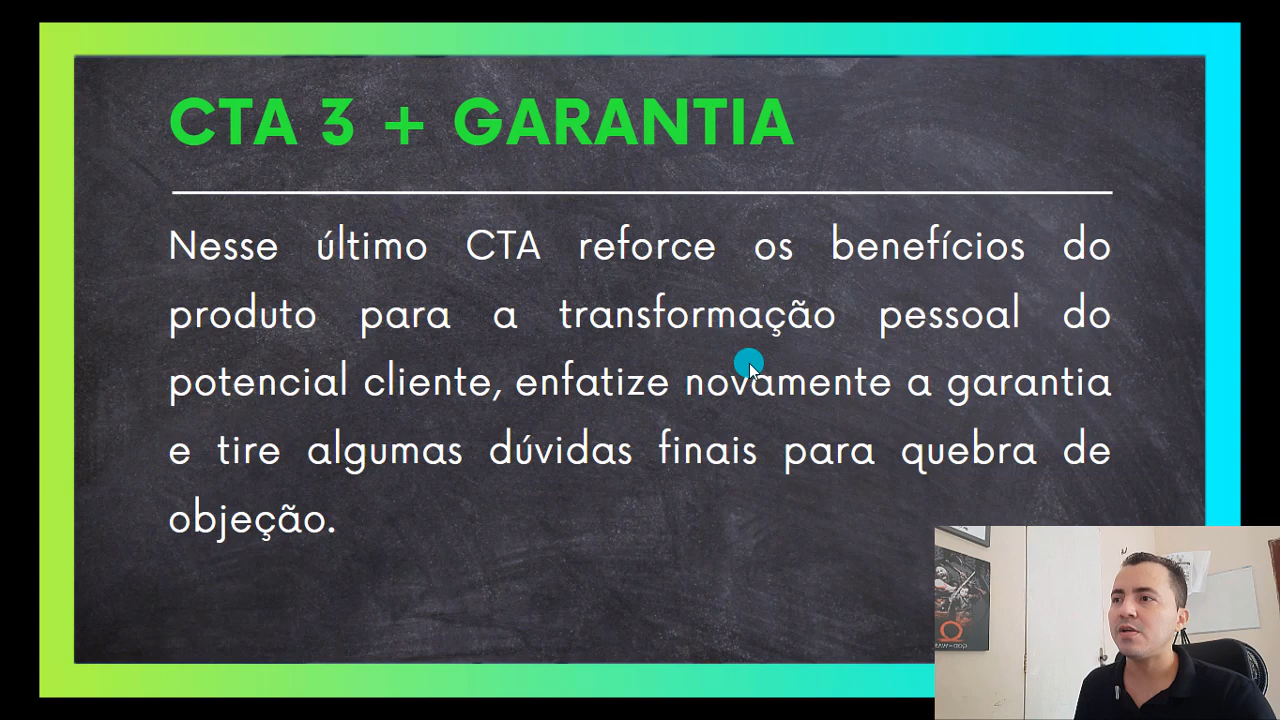 CTA 3 + GARANTIA
Nesse último CTA reforce os benefícios do
produto para a transformação pessoal do
potencial cliente, enfatize novamente a garantia
e tire algumas dúvidas finais para quebra de
objeção.